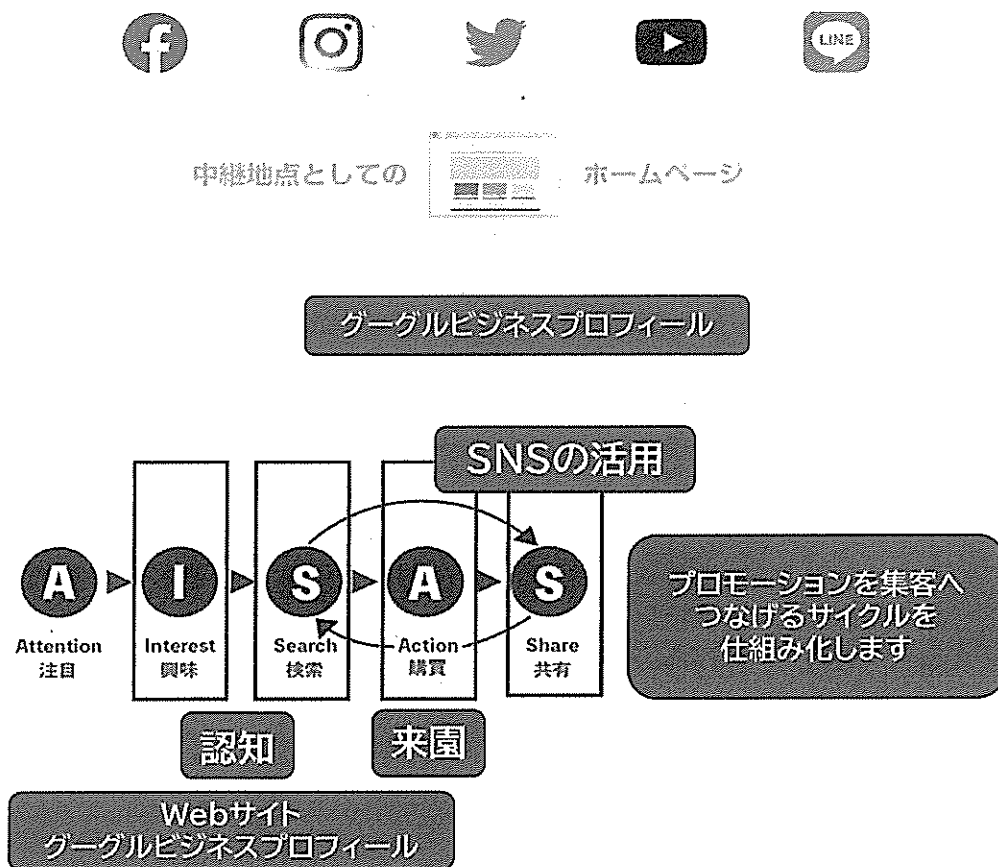 LINE
中継地点としての
ホームページ
グーグルビジネスプロフィール
SNSの活用
A
I
S
A
S
Attention
注目
Interest
興味
Search
検索
Action
購買
Share
共有
プロモーションを集客へ
つなげるサイクルを
仕組み化します
認知
来園
Webサイト
グーグルビジネスプロフィール